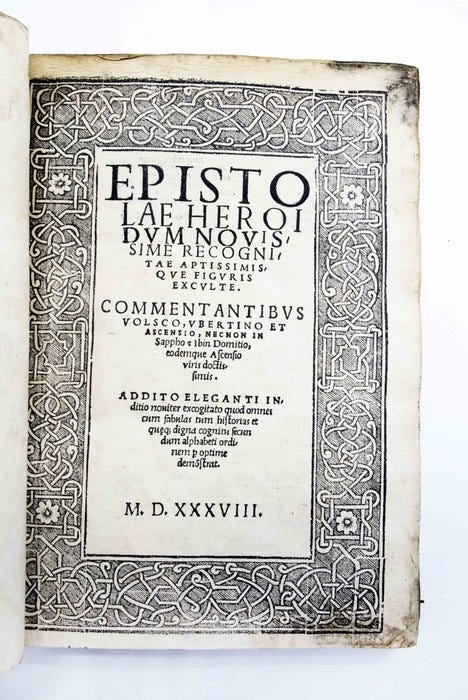 EPISTO
LAE HEROI
DVM NOVIS,
SIME RECOGNI,
TAE APTISSIMIS,
QVE FIGVRIS
EXCVLTE.
COMMENTANTIBVS
VOLSCO, VBERTINO ET
ASCENSIO, NECNON IN
Sappho τ Ibin Domitio,
eodemque Ascensio
viris doctis,
simis.
ADDITO ELEGANTI IN,
ditio noviter excogitato quod omnes
cum fabulas tum historias et
quęq; digna cognitu secun
dum alphabeti ordi
nem p optime
demõstrat.
M. D. XXXVIII.